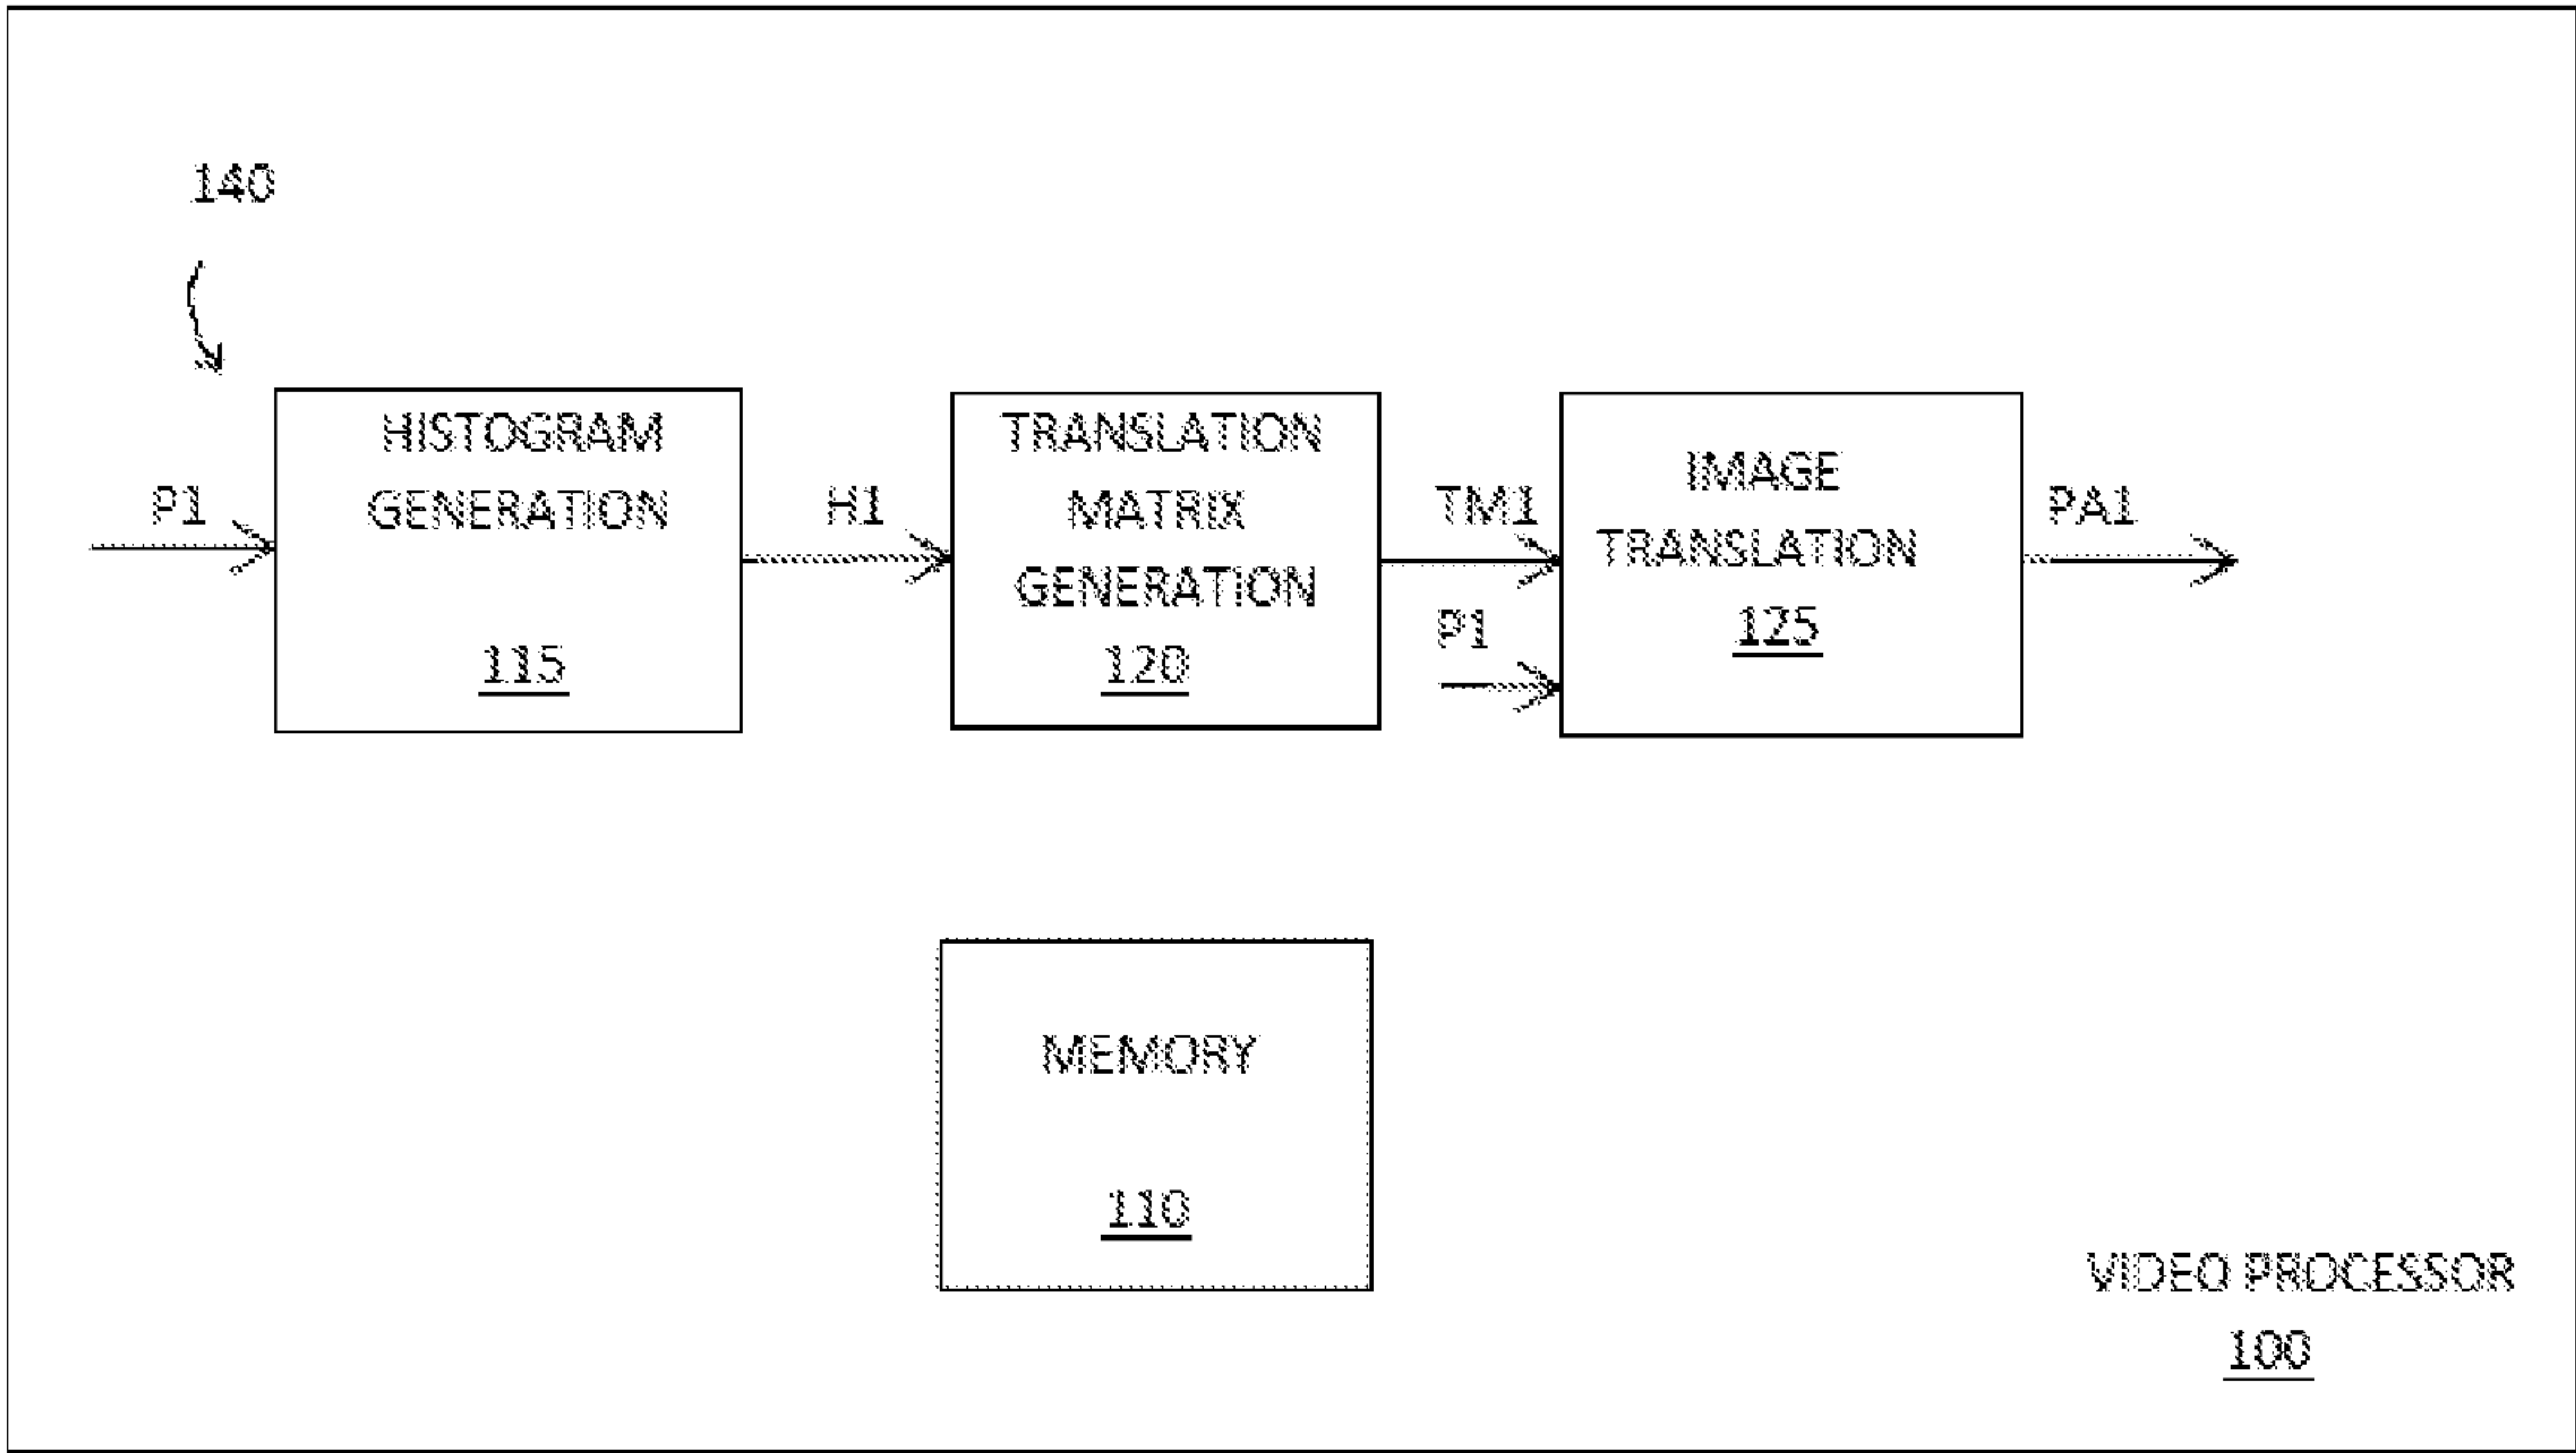 140
P1
HISTOGRAM
GENERATION
115
H1
TRANSLATION
MATRIX
GENERATION
120
TM1
P1
IMAGE
TRANSLATION
125
PA1
MEMORY
110
VIDEO PROCESSOR
100